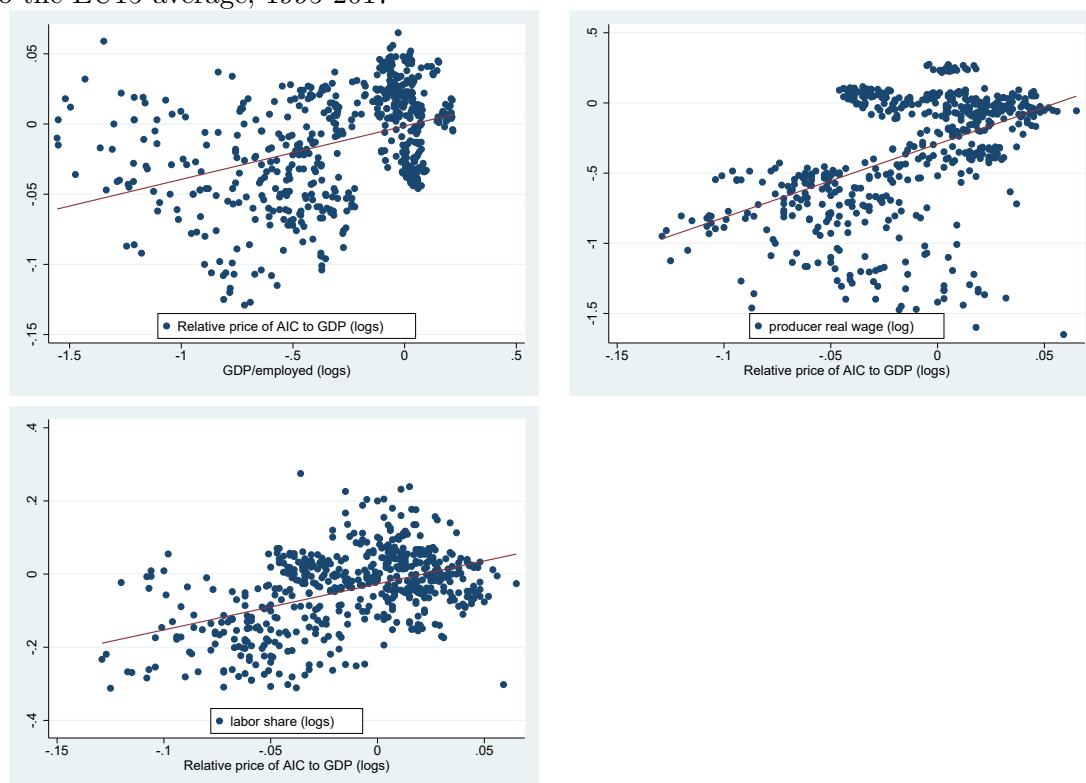 the EU15 average, 1995-2017
.05
0
-.05
-.1
-.15
Relative price of AIC to GDP (logs)
-1.5 -1 -.5 0 .5
GDP/employed (logs)
.5
0
-.5
-1
-1.5
producer real wage (log)
-.15 -.1 -.05 0 .05
Relative price of AIC to GDP (logs)
.4
.2
0
-.2
-.4
labor share (logs)
-.15 -.1 -.05 0 .05
Relative price of AIC to GDP (logs)